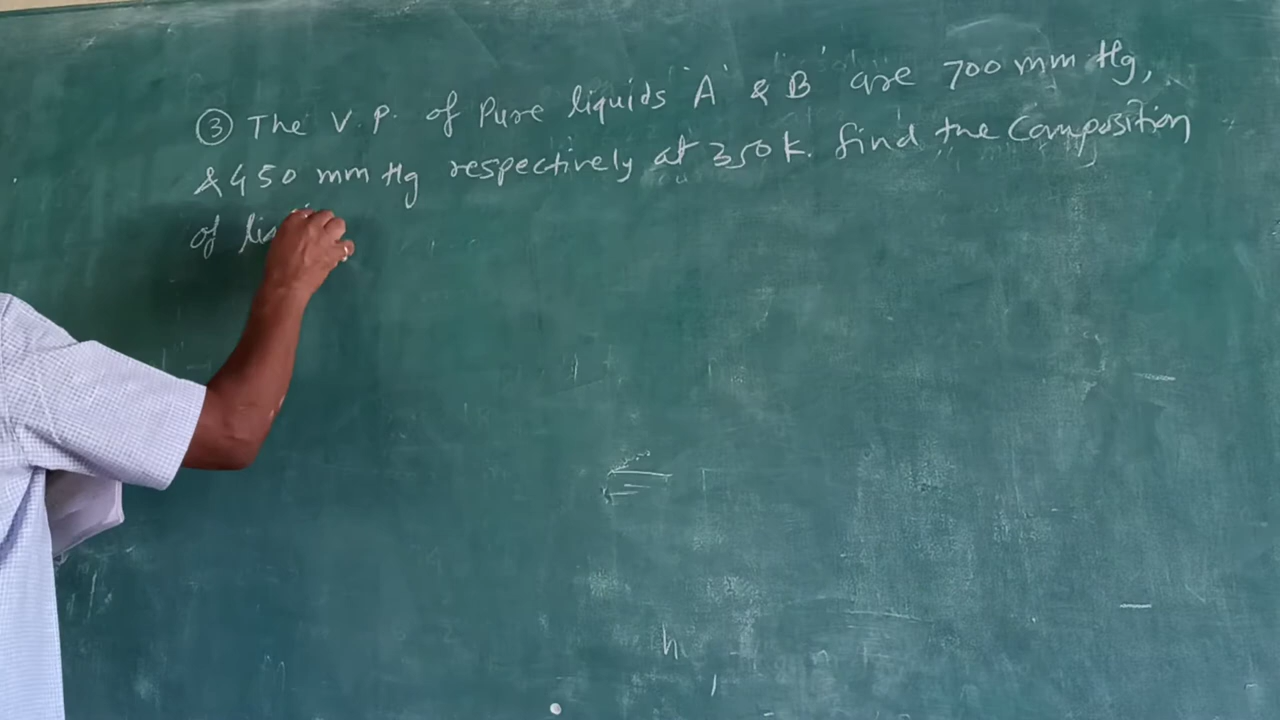 ③ The V.P. of Pure liquids 'A' & 'B' are 700 mm Hg,
& 450 mm Hg respectively at 350 K. find the Composition
of
h